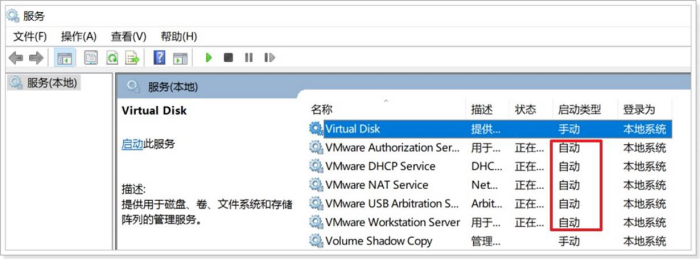 服务
文件(F) 操作(A) 查看(V) 帮助(H)
服务(本地)
服务(本地)
Virtual Disk
启动此服务
描述:
提供用于磁盘、卷、文件系统和存储
阵列的管理服务。
名称 描述 状态 启动类型 登录为
Virtual Disk 提供... 手动 本地系统
VMware Authorization Ser... 用于... 正在... 自动 本地系统
VMware DHCP Service DHC... 正在... 自动 本地系统
VMware NAT Service Net... 正在... 自动 本地系统
VMware USB Arbitration S... Arbit... 正在... 自动 本地系统
VMware Workstation Server 用于... 正在... 自动 本地系统
Volume Shadow Copy 管理... 手动 本地系统